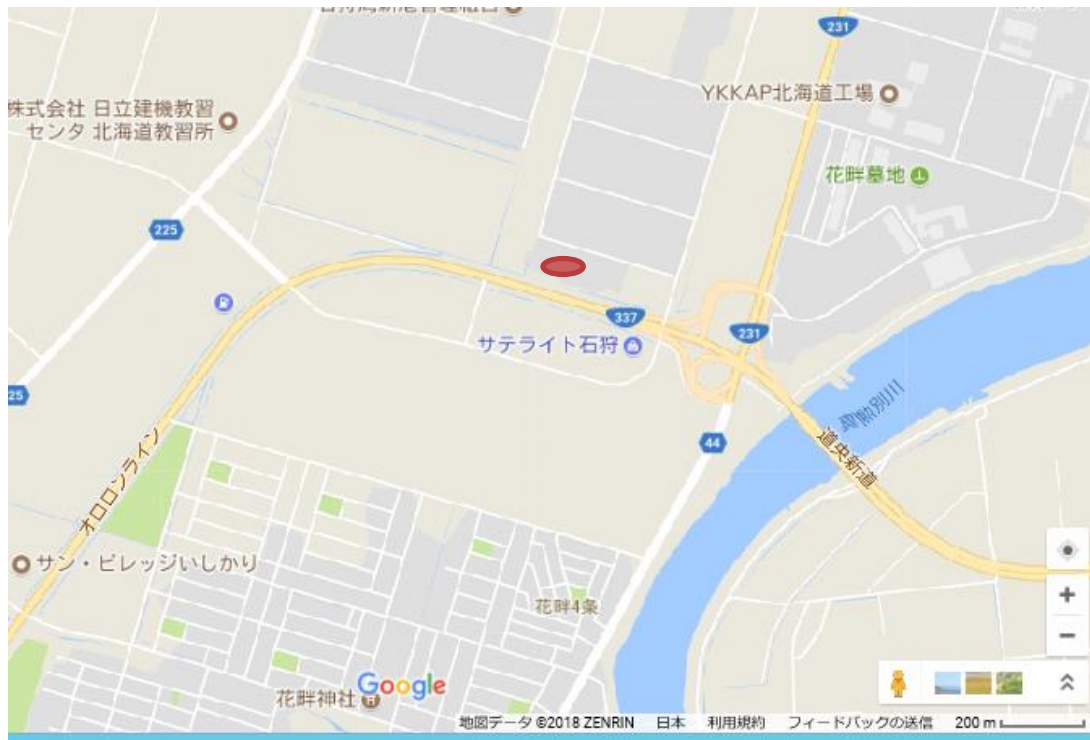 231
YKKAP北海道工場
株式会社 日立建機教習
センタ 北海道教習所
花畔墓地
225
337
231
サテライト石狩
25
44
道央新道
オロロンライン
サン・ビレッジいしかり
花畔4条
花畔神社
Google
地図データ ©2018 ZENRIN 日本 利用規約 フィードバックの送信 200 m